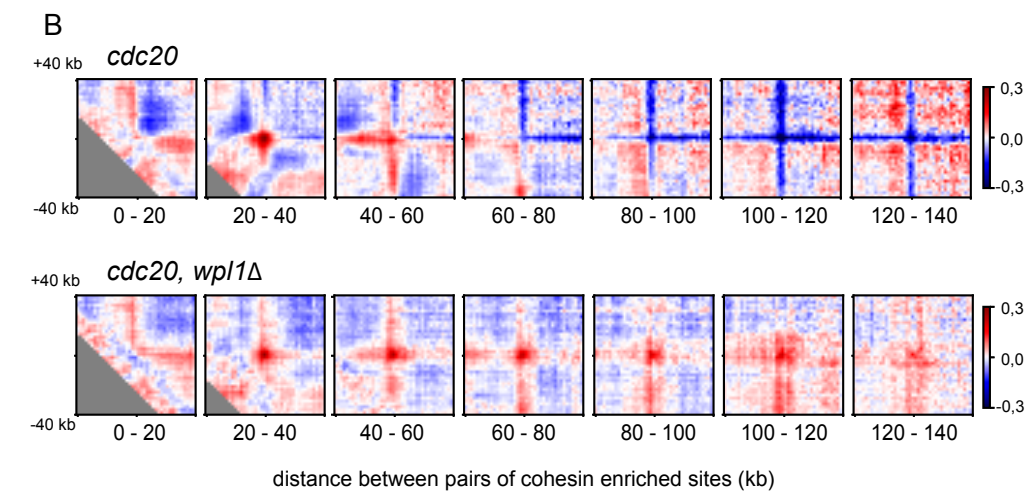 B
cdc20
+40 kb
-40 kb
0 - 20
20 - 40
40 - 60
60 - 80
80 - 100
100 - 120
120 - 140
0,3
0,0
-0,3
cdc20, wpl1Δ
+40 kb
-40 kb
0 - 20
20 - 40
40 - 60
60 - 80
80 - 100
100 - 120
120 - 140
0,3
0,0
-0,3
distance between pairs of cohesin enriched sites (kb)